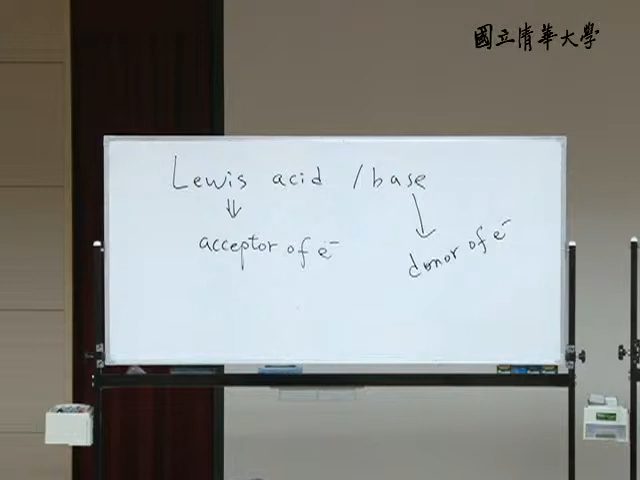 國立清華大學
Lewis acid / base
acceptor of e⁻
donor of e⁻